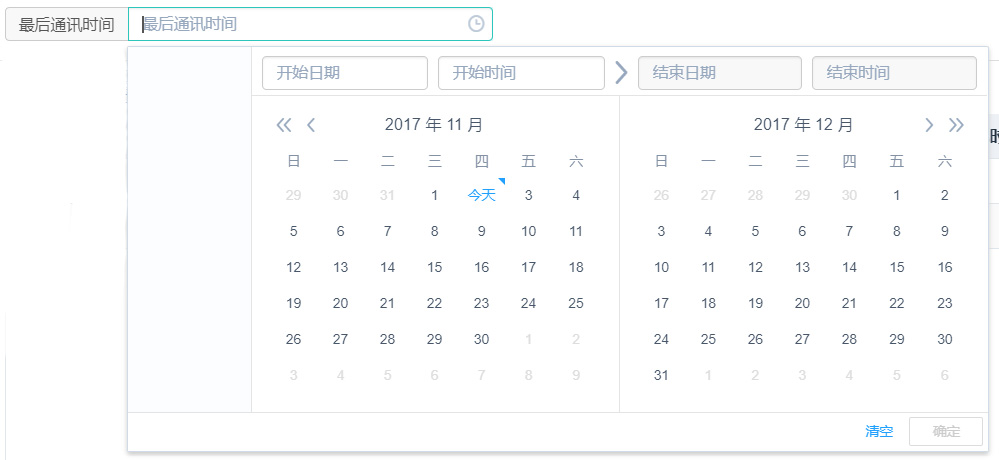 最后通讯时间 最后通讯时间
开始日期 开始时间 结束日期 结束时间
2017 年 11 月 2017 年 12 月
日 一 二 三 四 五 六 日 一 二 三 四 五 六
29 30 31 1 今天 3 4 26 27 28 29 30 1 2
5 6 7 8 9 10 11 3 4 5 6 7 8 9
12 13 14 15 16 17 18 10 11 12 13 14 15 16
19 20 21 22 23 24 25 17 18 19 20 21 22 23
26 27 28 29 30 1 2 24 25 26 27 28 29 30
3 4 5 6 7 8 9 31 1 2 3 4 5 6
清空 确定